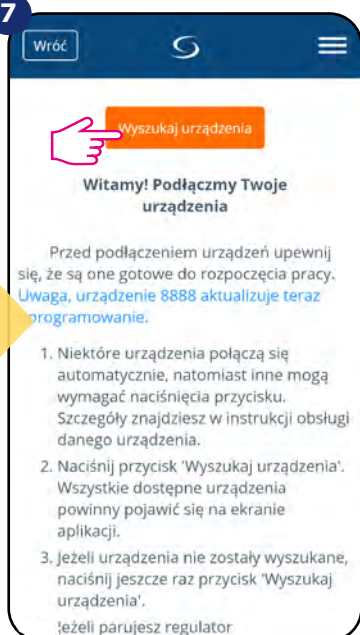 7
Wróć
Wyszukaj urządzenia
Witamy! Podłączmy Twoje
urządzenia
Przed podłączeniem urządzeń upewnij
się, że są one gotowe do rozpoczęcia pracy.
Uwaga, urządzenie 8888 aktualizuje teraz
oprogramowanie.
1. Niektóre urządzenia połączą się
automatycznie, natomiast inne mogą
wymagać naciśnięcia przycisku.
Szczegóły znajdziesz w instrukcji obsługi
danego urządzenia.
2. Naciśnij przycisk 'Wyszukaj urządzenia'.
Wszystkie dostępne urządzenia
powinny pojawić się na ekranie
aplikacji.
3. Jeżeli urządzenia nie zostały wyszukane,
naciśnij jeszcze raz przycisk 'Wyszukaj
urządzenia'.
Jeżeli parujesz regulator